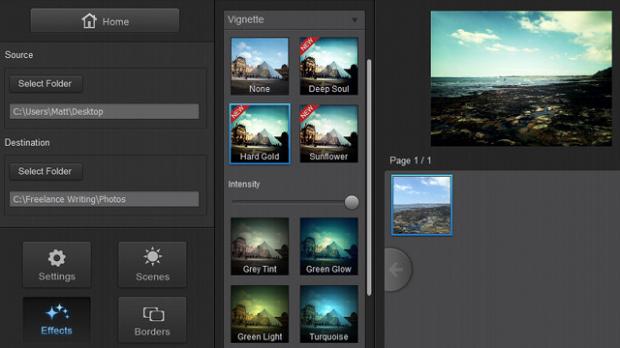 Home
Source
Select Folder
C:\Users\Matt\Desktop
Destination
Select Folder
C:\Freelance Writing\Photos
Settings
Scenes
Effects
Borders
Vignette
None
NEW
Deep Soul
NEW
Hard Gold
NEW
Sunflower
Intensity
Grey Tint
Green Glow
Green Light
Turquoise
Page 1 / 1